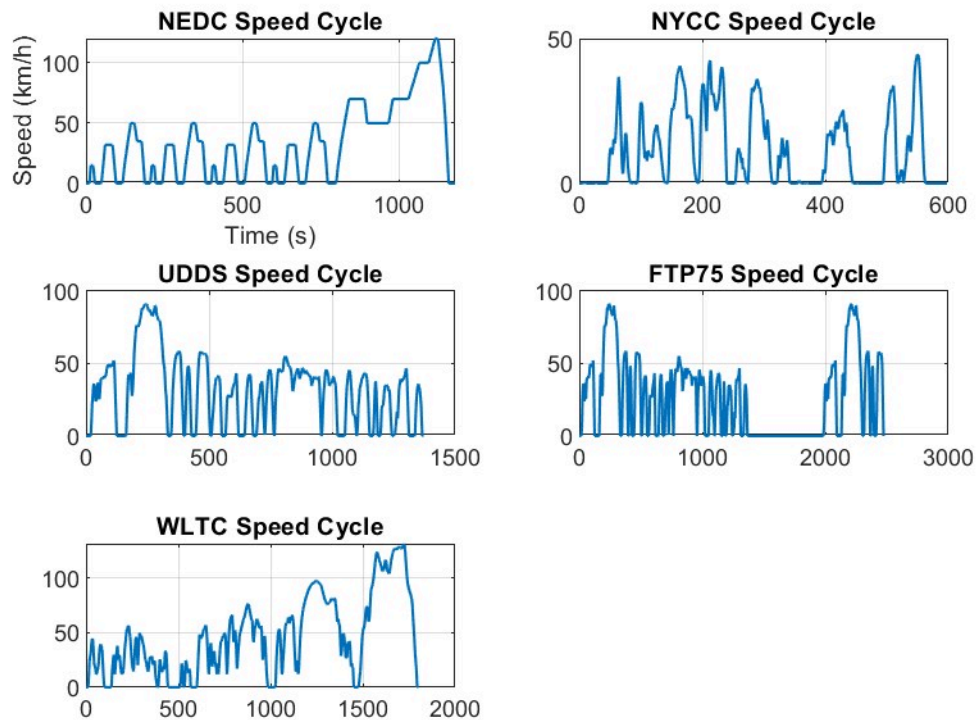 NEDC Speed Cycle
Speed (km/h)
100
50
0
0 500 1000
Time (s)
NYCC Speed Cycle
50
0
0 200 400 600
UDDS Speed Cycle
100
50
0
0 500 1000 1500
FTP75 Speed Cycle
100
50
0
0 1000 2000 3000
WLTC Speed Cycle
100
50
0
0 500 1000 1500 2000